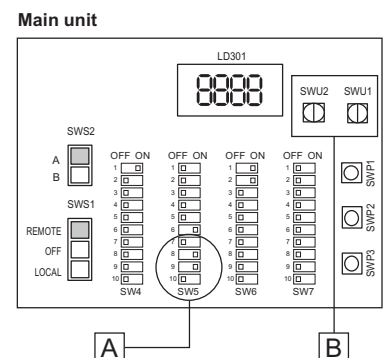 Main unit
LD301
8888
SWU2 SWU1
SWS2
A
B
SWS1
REMOTE
OFF
LOCAL
OFF ON OFF ON OFF ON OFF ON
1 1 1 1
2 2 2 2
3 3 3 3
4 4 4 4
5 5 5 5
6 6 6 6
7 7 7 7
8 8 8 8
9 9 9 9
10 10 10 10
SW4 SW5 SW6 SW7
SWP1
SWP2
SWP3
A B